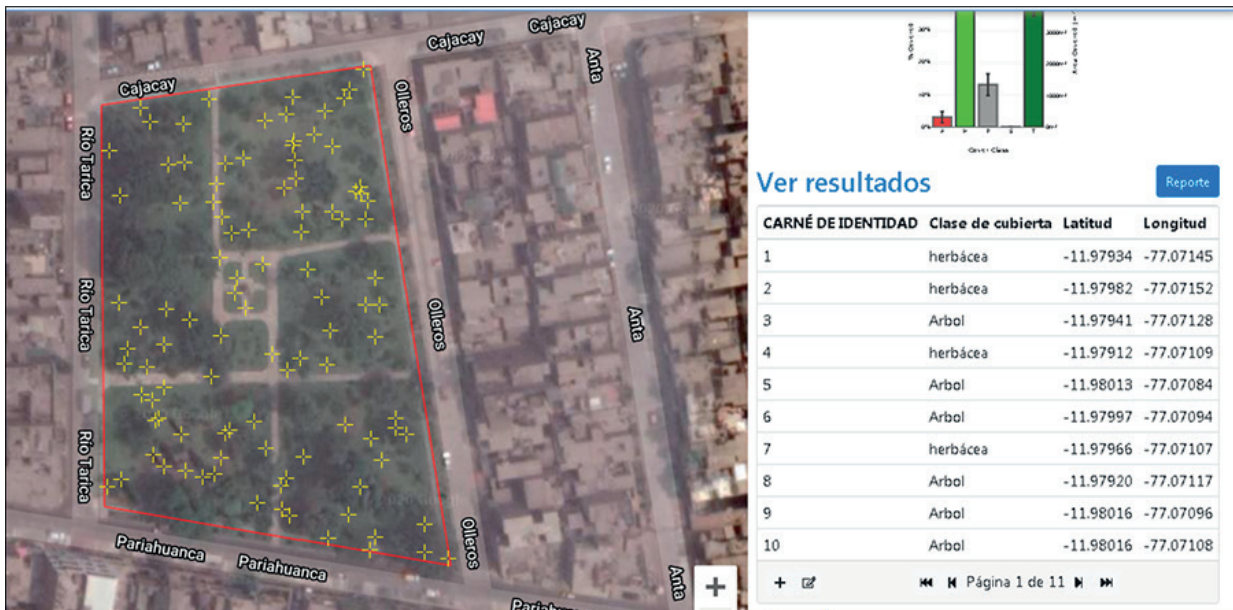 Cajacay
Cajacay
Cajacay
Anta
Olleros
Río Tarica
Río Tarica
Olleros
Anta
Río Tarica
Olleros
Pariahuanca
Pariahuanca
Anta
30%
20%
10%
0%
Ver resultados
Reporte
CARNÉ DE IDENTIDAD Clase de cubierta Latitud Longitud
1 herbácea -11.97934 -77.07145
2 herbácea -11.97982 -77.07152
3 Arbol -11.97941 -77.07128
4 herbácea -11.97912 -77.07109
5 Arbol -11.98013 -77.07084
6 Arbol -11.97997 -77.07094
7 herbácea -11.97966 -77.07107
8 Arbol -11.97920 -77.07117
9 Arbol -11.98016 -77.07096
10 Arbol -11.98016 -77.07108
Página 1 de 11